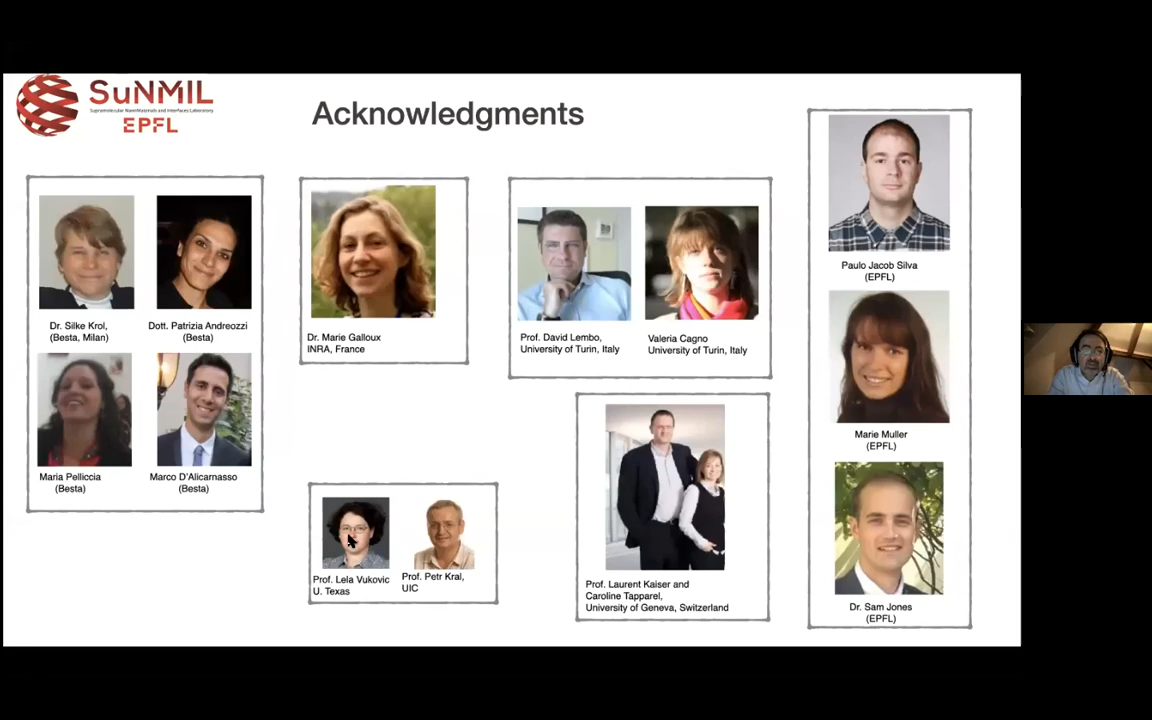 SuNMIL
Supramolecular NanoMaterials and Interfaces Laboratory
EPFL
Acknowledgments
Dr. Silke Krol,
(Besta, Milan)
Dott. Patrizia Andreozzi
(Besta)
Maria Pelliccia
(Besta)
Marco D'Alicarnasso
(Besta)
Dr. Marie Galloux
INRA, France
Prof. David Lembo,
University of Turin, Italy
Valeria Cagno
University of Turin, Italy
Prof. Lela Vukovic
U. Texas
Prof. Petr Kral,
UIC
Prof. Laurent Kaiser and
Caroline Tapparel,
University of Geneva, Switzerland
Paulo Jacob Silva
(EPFL)
Marie Muller
(EPFL)
Dr. Sam Jones
(EPFL)